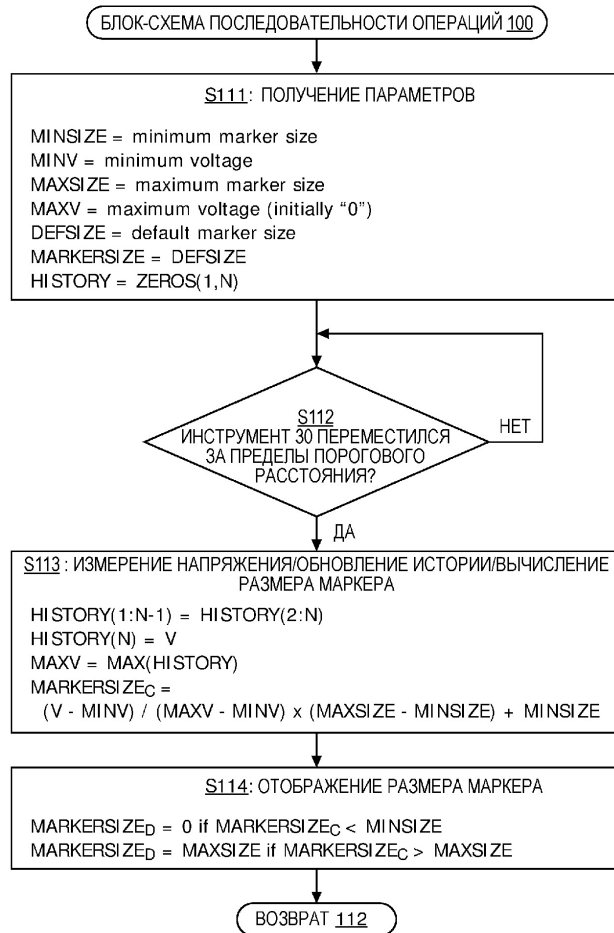 БЛОК-СХЕМА ПОСЛЕДОВАТЕЛЬНОСТИ ОПЕРАЦИЙ 100
S111: ПОЛУЧЕНИЕ ПАРАМЕТРОВ
MINSIZE = minimum marker size
MINV = minimum voltage
MAXSIZE = maximum marker size
MAXV = maximum voltage (initially “0”)
DEFSIZE = default marker size
MARKERSIZE = DEFSIZE
HISTORY = ZEROS(1,N)
S112
ИНСТРУМЕНТ 30 ПЕРЕМЕСТИЛСЯ
ЗА ПРЕДЕЛЫ ПОРОГОВОГО
РАССТОЯНИЯ?
НЕТ
ДА
S113 : ИЗМЕРЕНИЕ НАПРЯЖЕНИЯ/ОБНОВЛЕНИЕ ИСТОРИИ/ВЫЧИСЛЕНИЕ
РАЗМЕРА МАРКЕРА
HISTORY(1:N-1) = HISTORY(2:N)
HISTORY(N) = V
MAXV = MAX(HISTORY)
MARKERSIZEC =
(V - MINV) / (MAXV - MINV) x (MAXSIZE - MINSIZE) + MINSIZE
S114: ОТОБРАЖЕНИЕ РАЗМЕРА МАРКЕРА
MARKERSIZED = 0 if MARKERSIZEC < MINSIZE
MARKERSIZED = MAXSIZE if MARKERSIZEC > MAXSIZE
ВОЗВРАТ 112